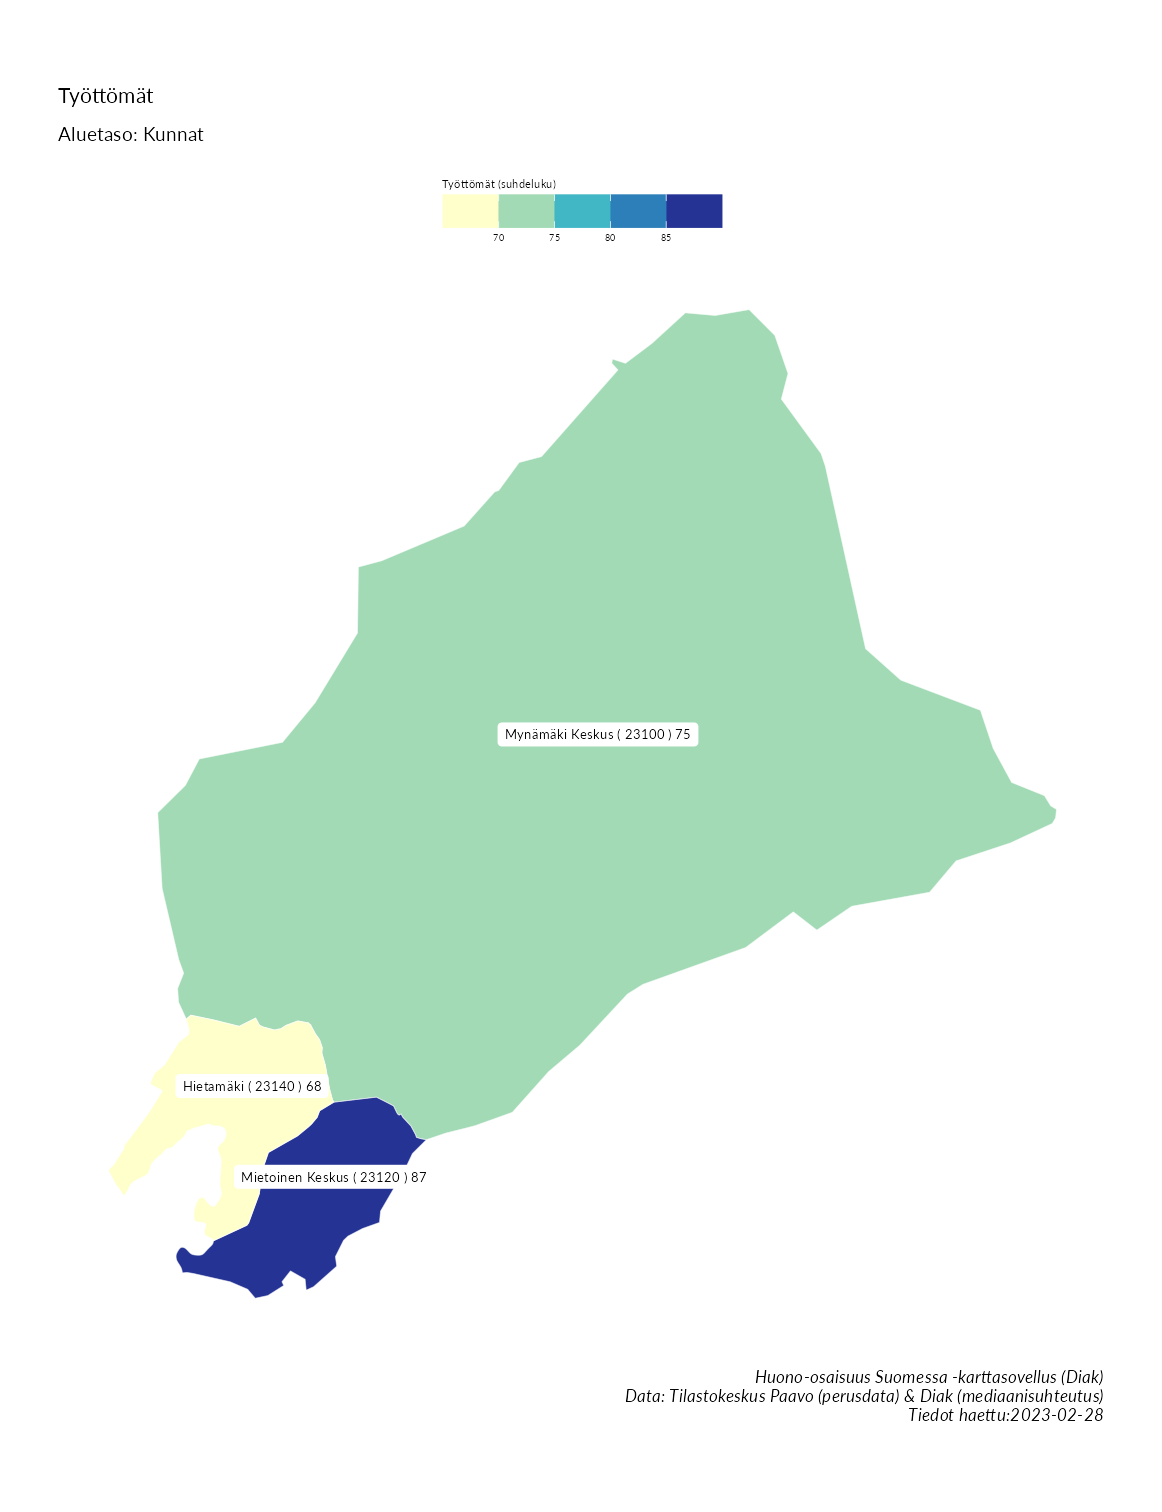 Työttömät
Aluetaso: Kunnat
Työttömät (suhdeluku)
70 75 80 85
Mynämäki Keskus ( 23100 ) 75
Hietamäki ( 23140 ) 68
Mietoinen Keskus ( 23120 ) 87
Huono-osaisuus Suomessa -karttasovellus (Diak)
Data: Tilastokeskus Paavo (perusdata) & Diak (mediaanisuhteutus)
Tiedot haettu:2023-02-28